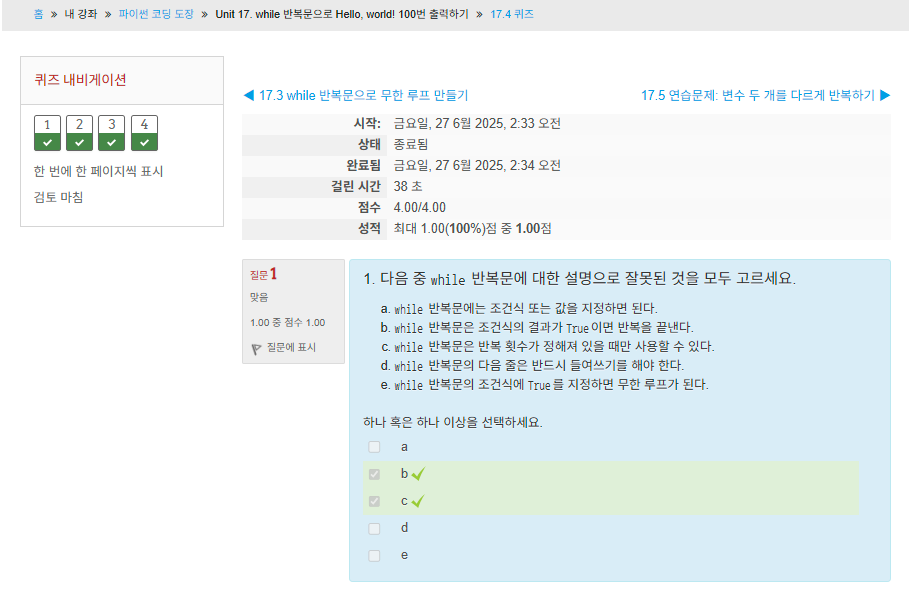 홈 » 내 강좌 » 파이썬 코딩 도장 » Unit 17. while 반복문으로 Hello, world! 100번 출력하기 » 17.4 퀴즈
퀴즈 내비게이션
1 2 3 4
한 번에 한 페이지씩 표시
검토 마침
◀ 17.3 while 반복문으로 무한 루프 만들기
17.5 연습문제: 변수 두 개를 다르게 반복하기 ▶
시작: 금요일, 27 6월 2025, 2:33 오전
상태 종료됨
완료됨 금요일, 27 6월 2025, 2:34 오전
걸린 시간 38 초
점수 4.00/4.00
성적 최대 1.00(100%)점 중 1.00점
질문 1
맞음
1.00 중 점수 1.00
질문에 표시
1. 다음 중 while 반복문에 대한 설명으로 잘못된 것을 모두 고르세요.
a. while 반복문에는 조건식 또는 값을 지정하면 된다.
b. while 반복문은 조건식의 결과가 True이면 반복을 끝낸다.
c. while 반복문은 반복 횟수가 정해져 있을 때만 사용할 수 있다.
d. while 반복문의 다음 줄은 반드시 들여쓰기를 해야 한다.
e. while 반복문의 조건식에 True를 지정하면 무한 루프가 된다.
하나 혹은 하나 이상을 선택하세요.
a
b
c
d
e